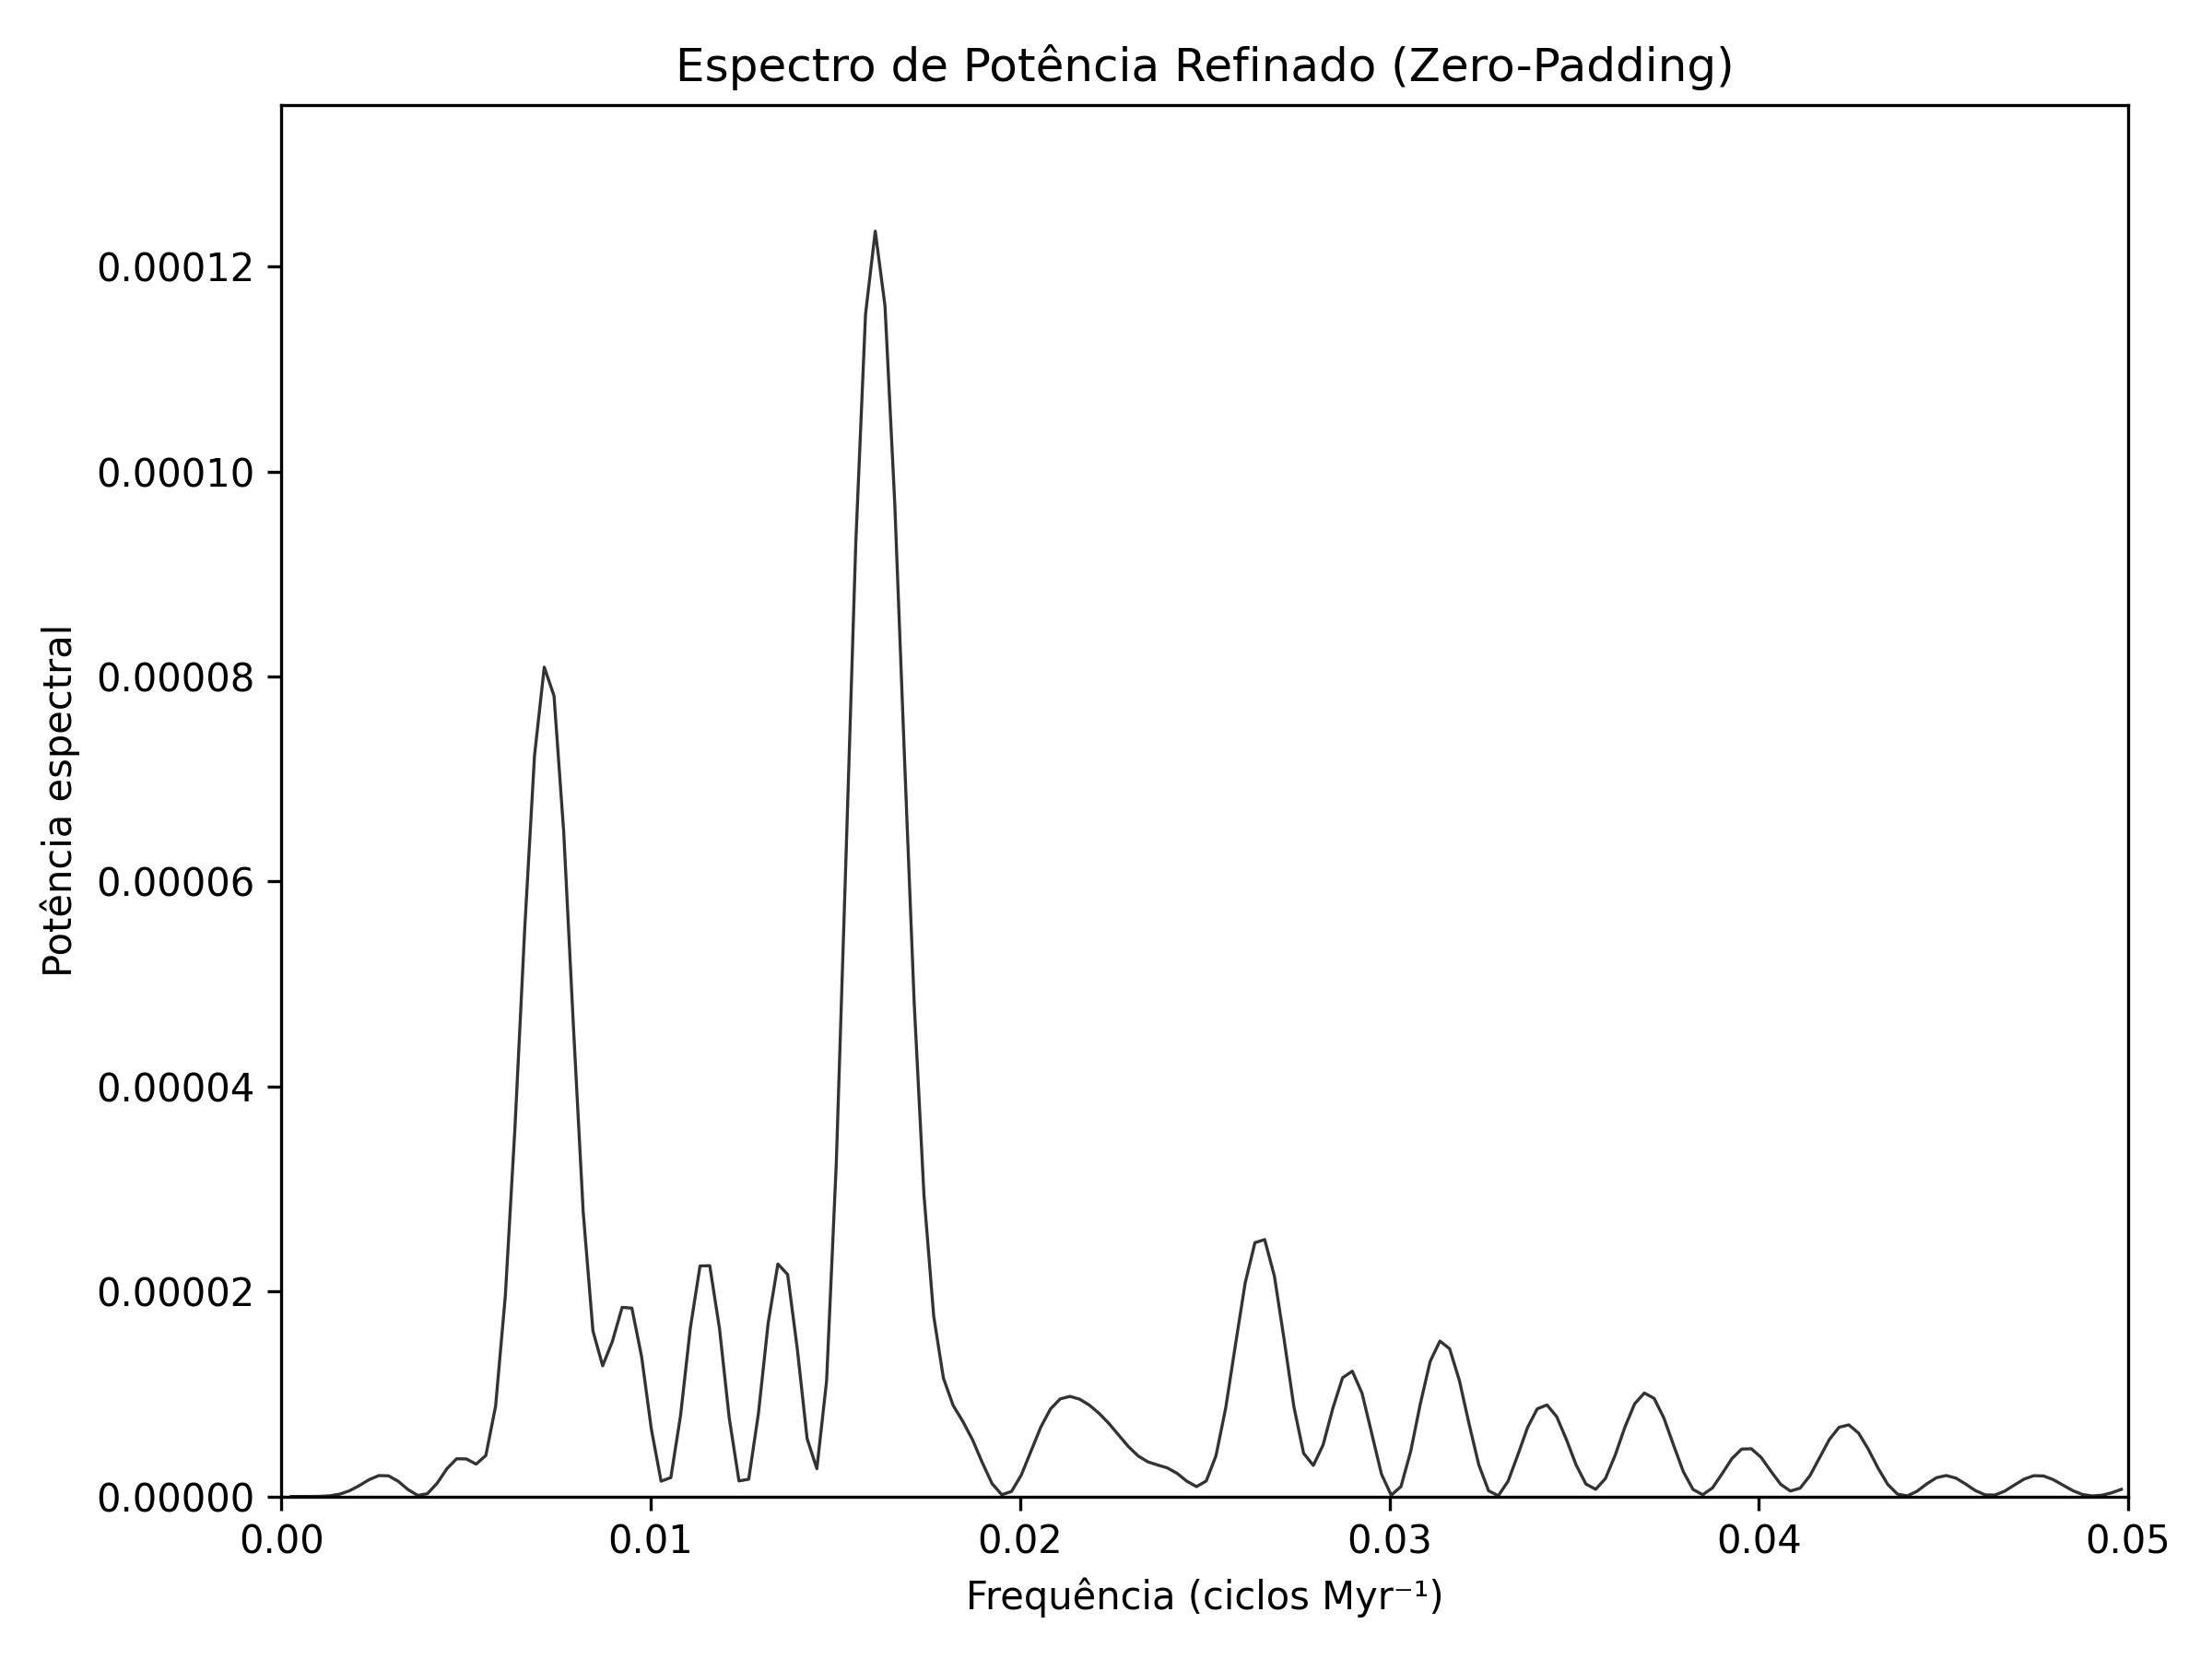 Espectro de Potência Refinado (Zero-Padding)
Potência espectral
0.00012
0.00010
0.00008
0.00006
0.00004
0.00002
0.00000
0.00 0.01 0.02 0.03 0.04 0.05
Frequência (ciclos Myr⁻¹)